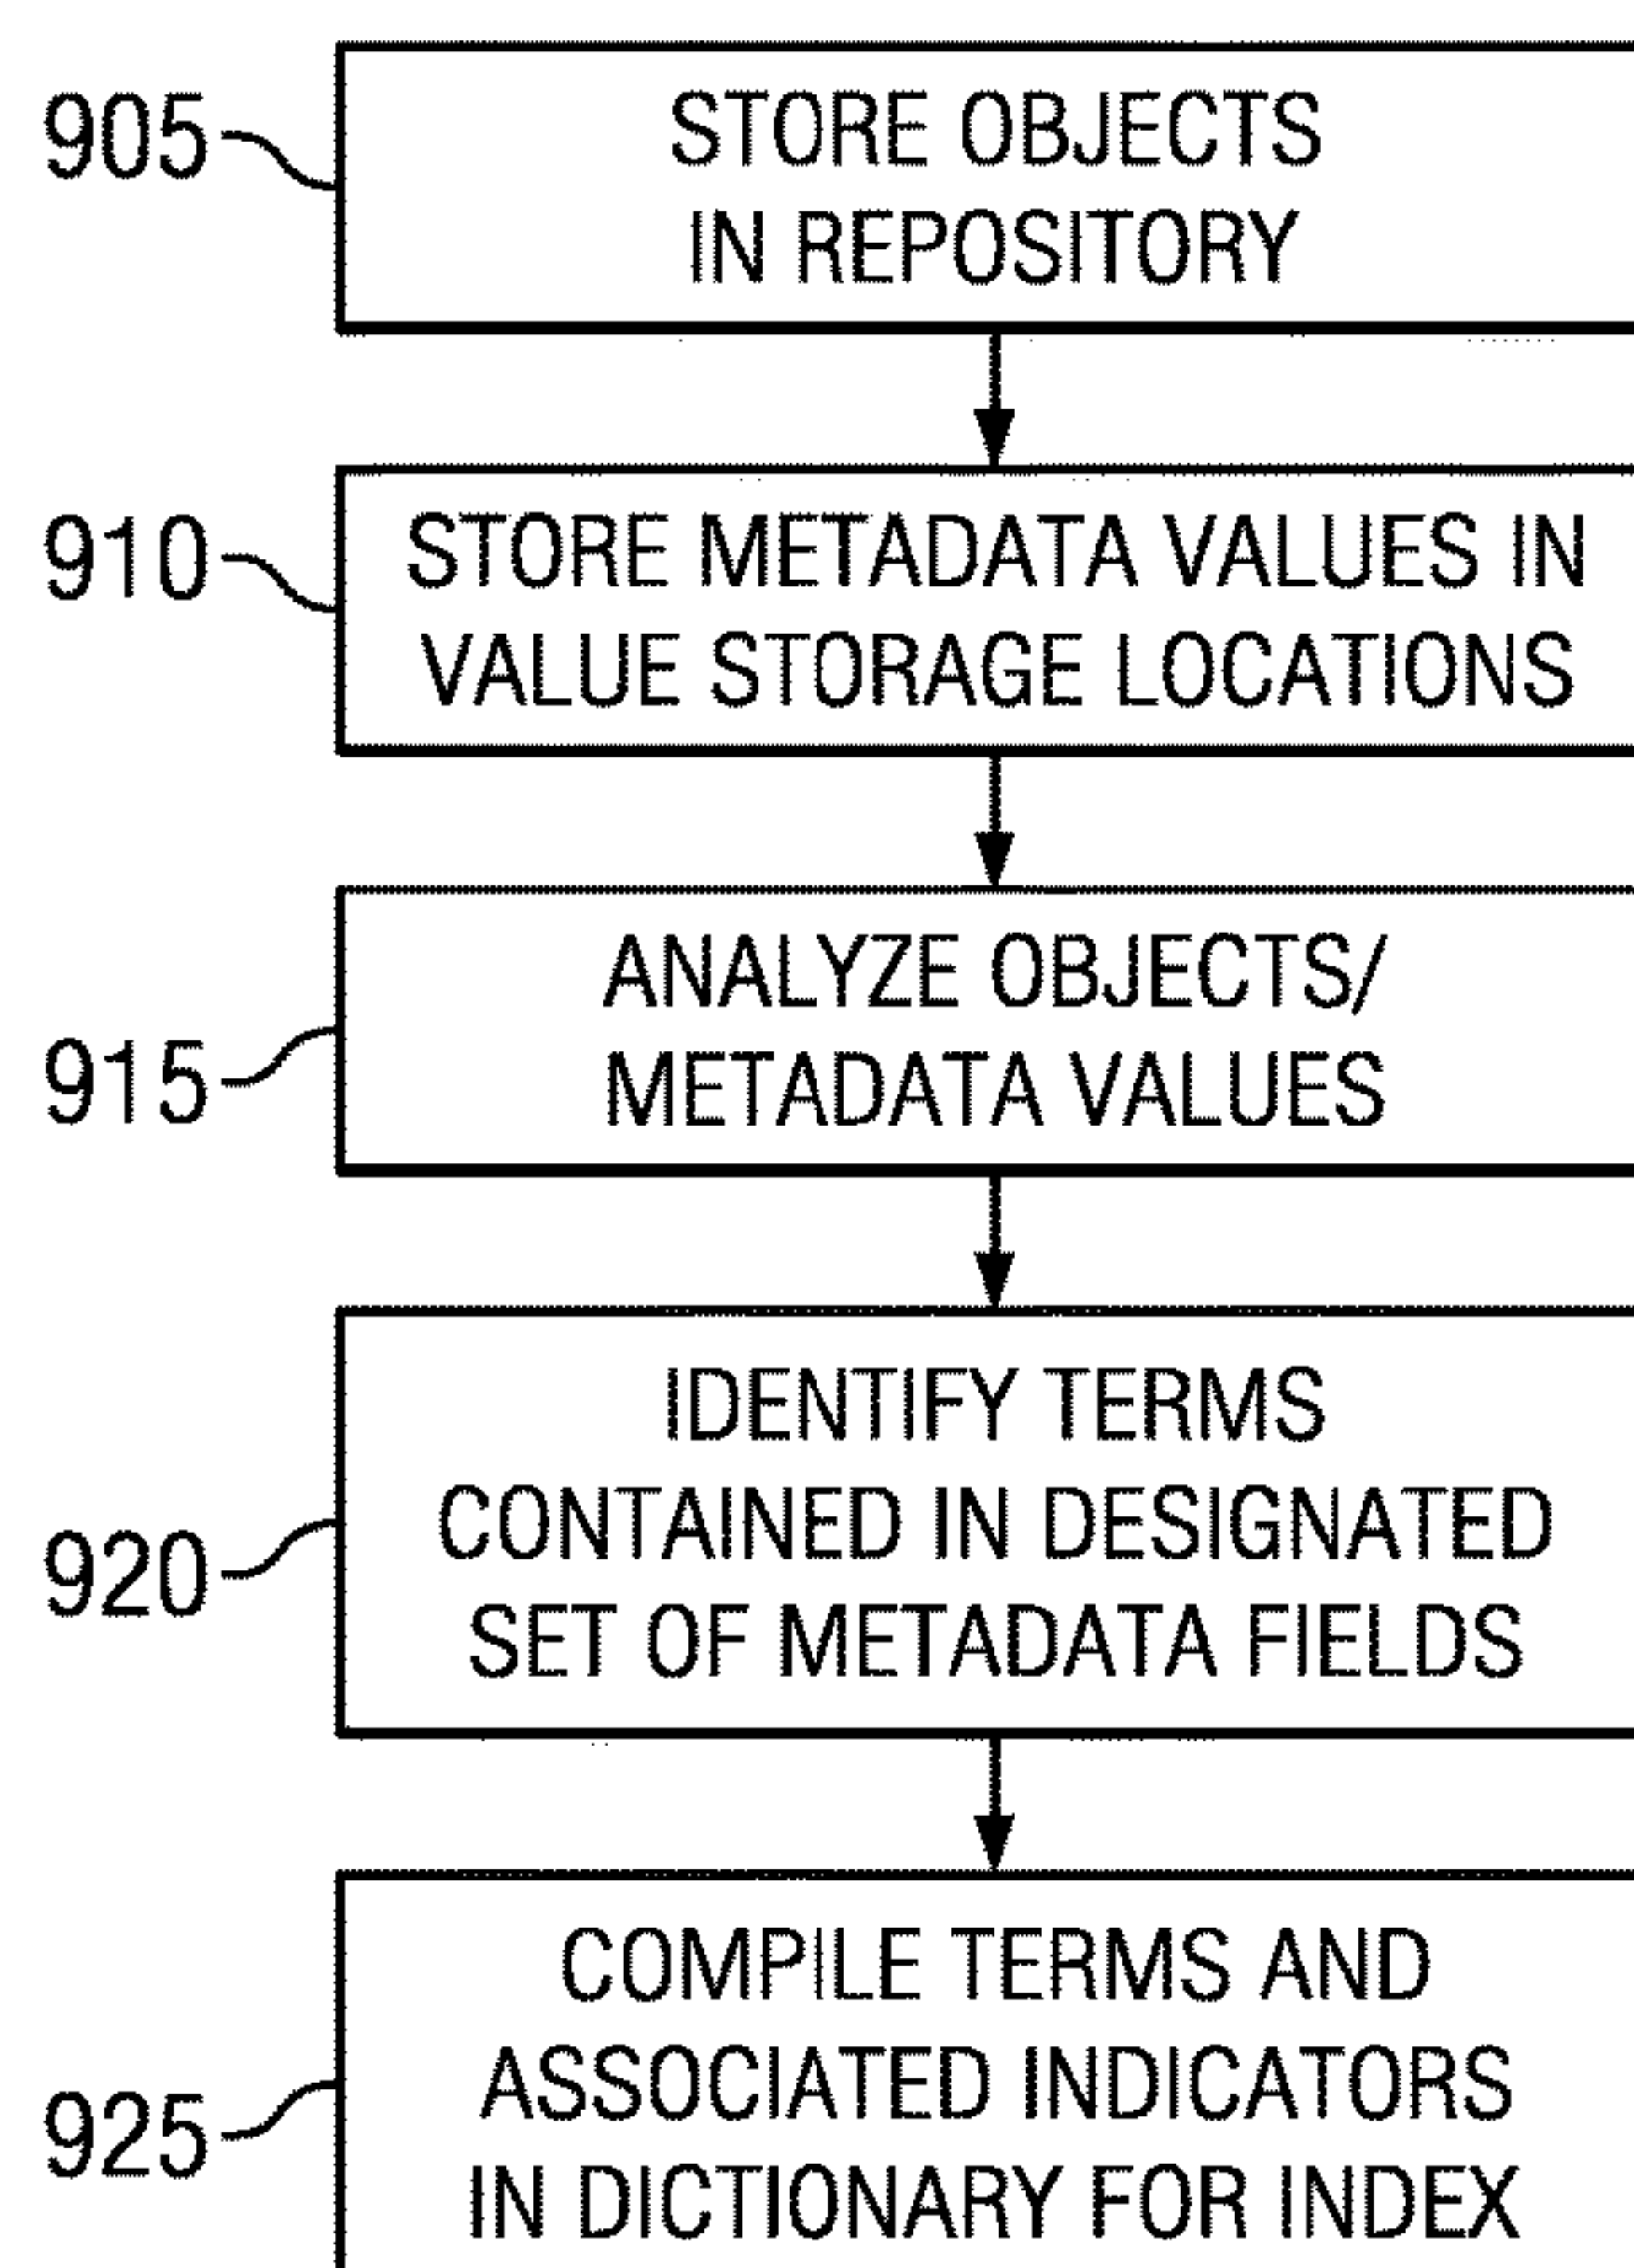 905
STORE OBJECTS
IN REPOSITORY
910
STORE METADATA VALUES IN
VALUE STORAGE LOCATIONS
915
ANALYZE OBJECTS/
METADATA VALUES
920
IDENTIFY TERMS
CONTAINED IN DESIGNATED
SET OF METADATA FIELDS
925
COMPILE TERMS AND
ASSOCIATED INDICATORS
IN DICTIONARY FOR INDEX